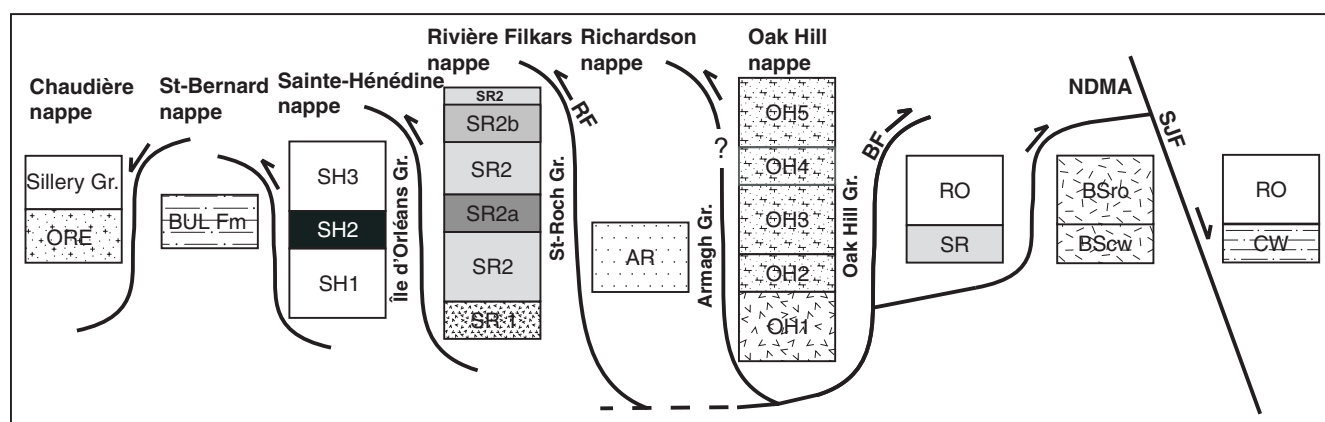 Chaudière
nappe
Sillery Gr.
ORE
St-Bernard
nappe
BUL Fm
Sainte-Hénédine
nappe
SH3
SH2
SH1
Île d'Orléans Gr.
Rivière Filkars
nappe
SR2
SR2b
SR2
SR2a
SR2
SR 1
RF
St-Roch Gr.
Richardson
nappe
AR
?
Armagh Gr.
Oak Hill
nappe
OH5
OH4
OH3
OH2
OH1
BF
Oak Hill Gr.
RO
SR
NDMA
BSro
BScw
SJF
RO
CW